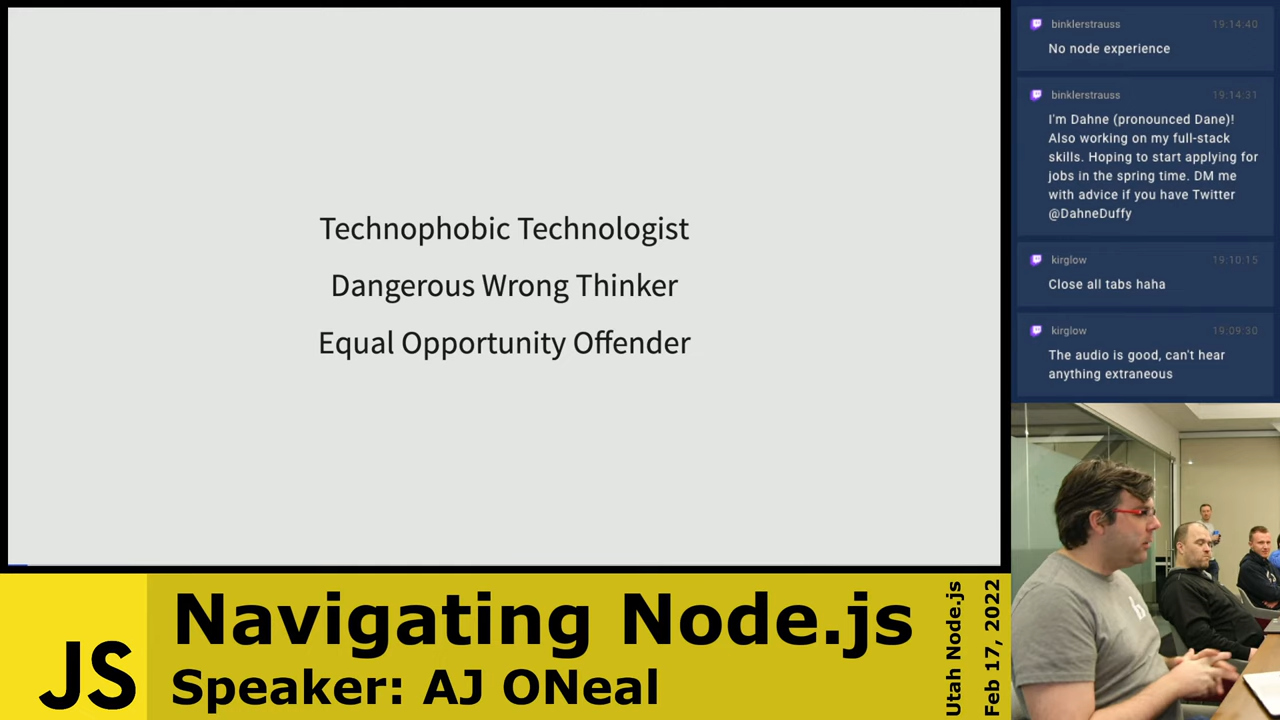 Technophobic Technologist
Dangerous Wrong Thinker
Equal Opportunity Offender
binklerstrauss 19:14:40
No node experience
binklerstrauss 19:14:31
I'm Dahne (pronounced Dane)!
Also working on my full-stack
skills. Hoping to start applying for
jobs in the spring time. DM me
with advice if you have Twitter
@DahneDuffy
kirglow 19:10:15
Close all tabs haha
kirglow 19:09:30
The audio is good, can't hear
anything extraneous
JS
Navigating Node.js
Speaker: AJ ONeal
Utah Node.js
Feb 17, 2022